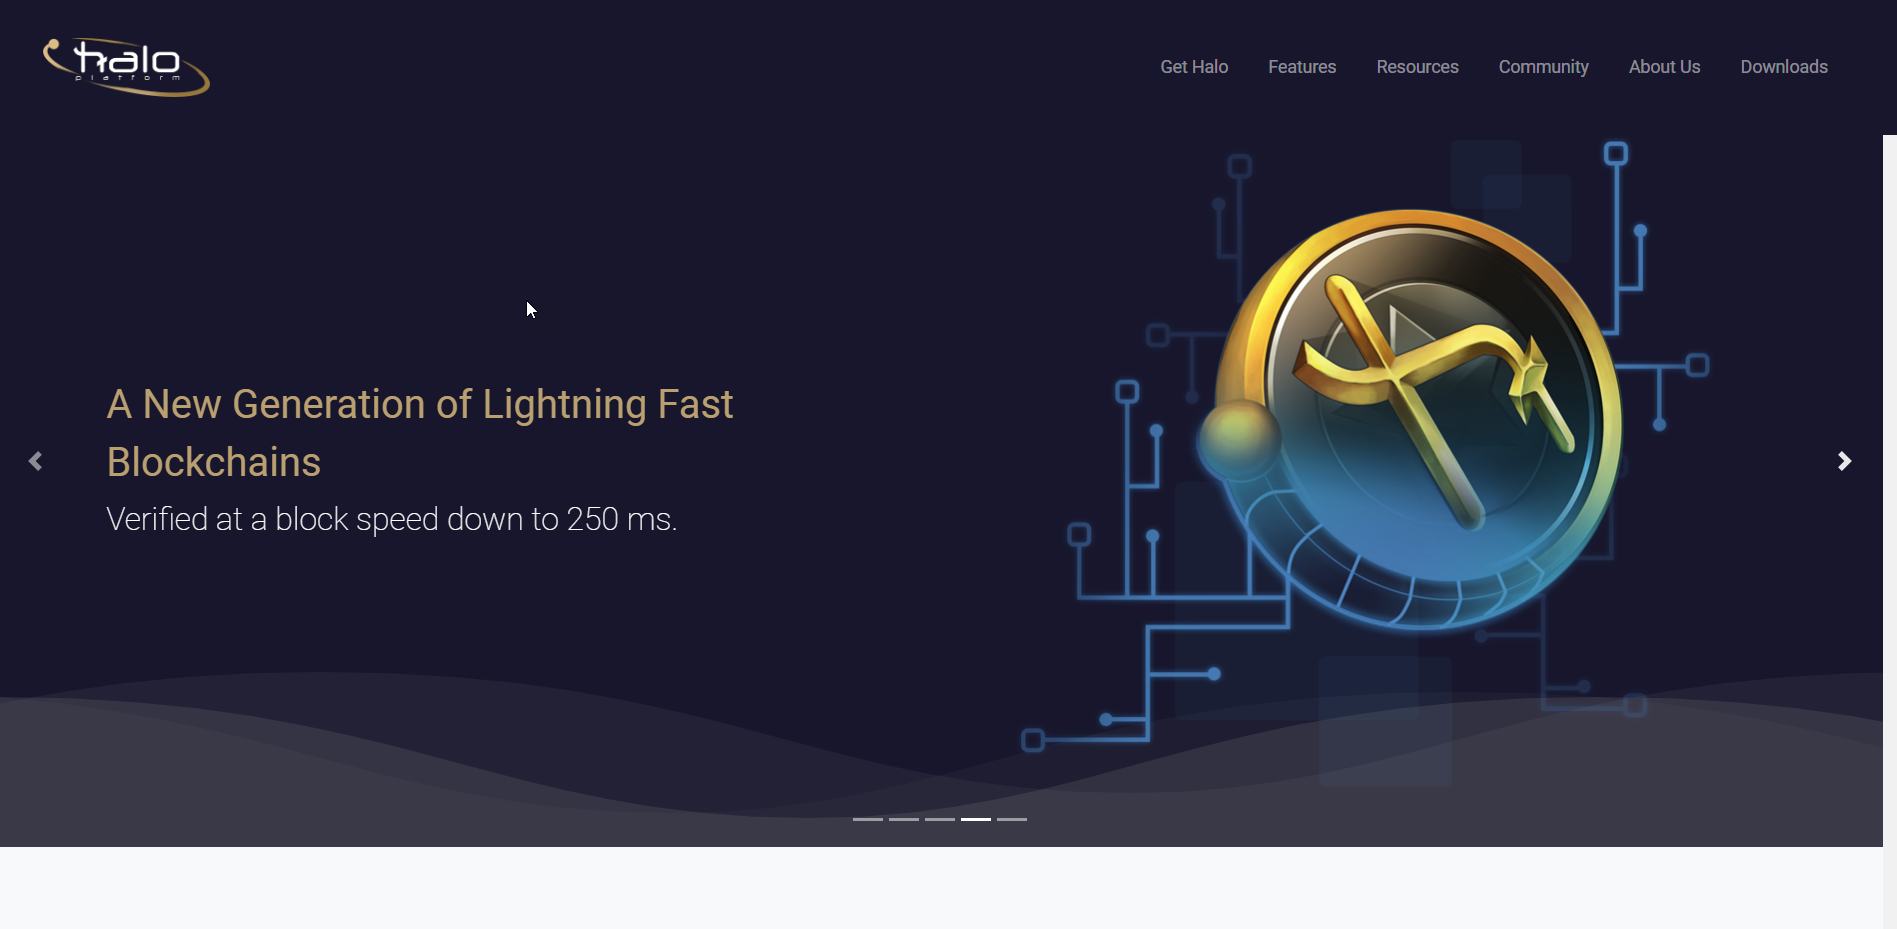 halo
platform
Get Halo Features Resources Community About Us Downloads
A New Generation of Lightning Fast
Blockchains
Verified at a block speed down to 250 ms.